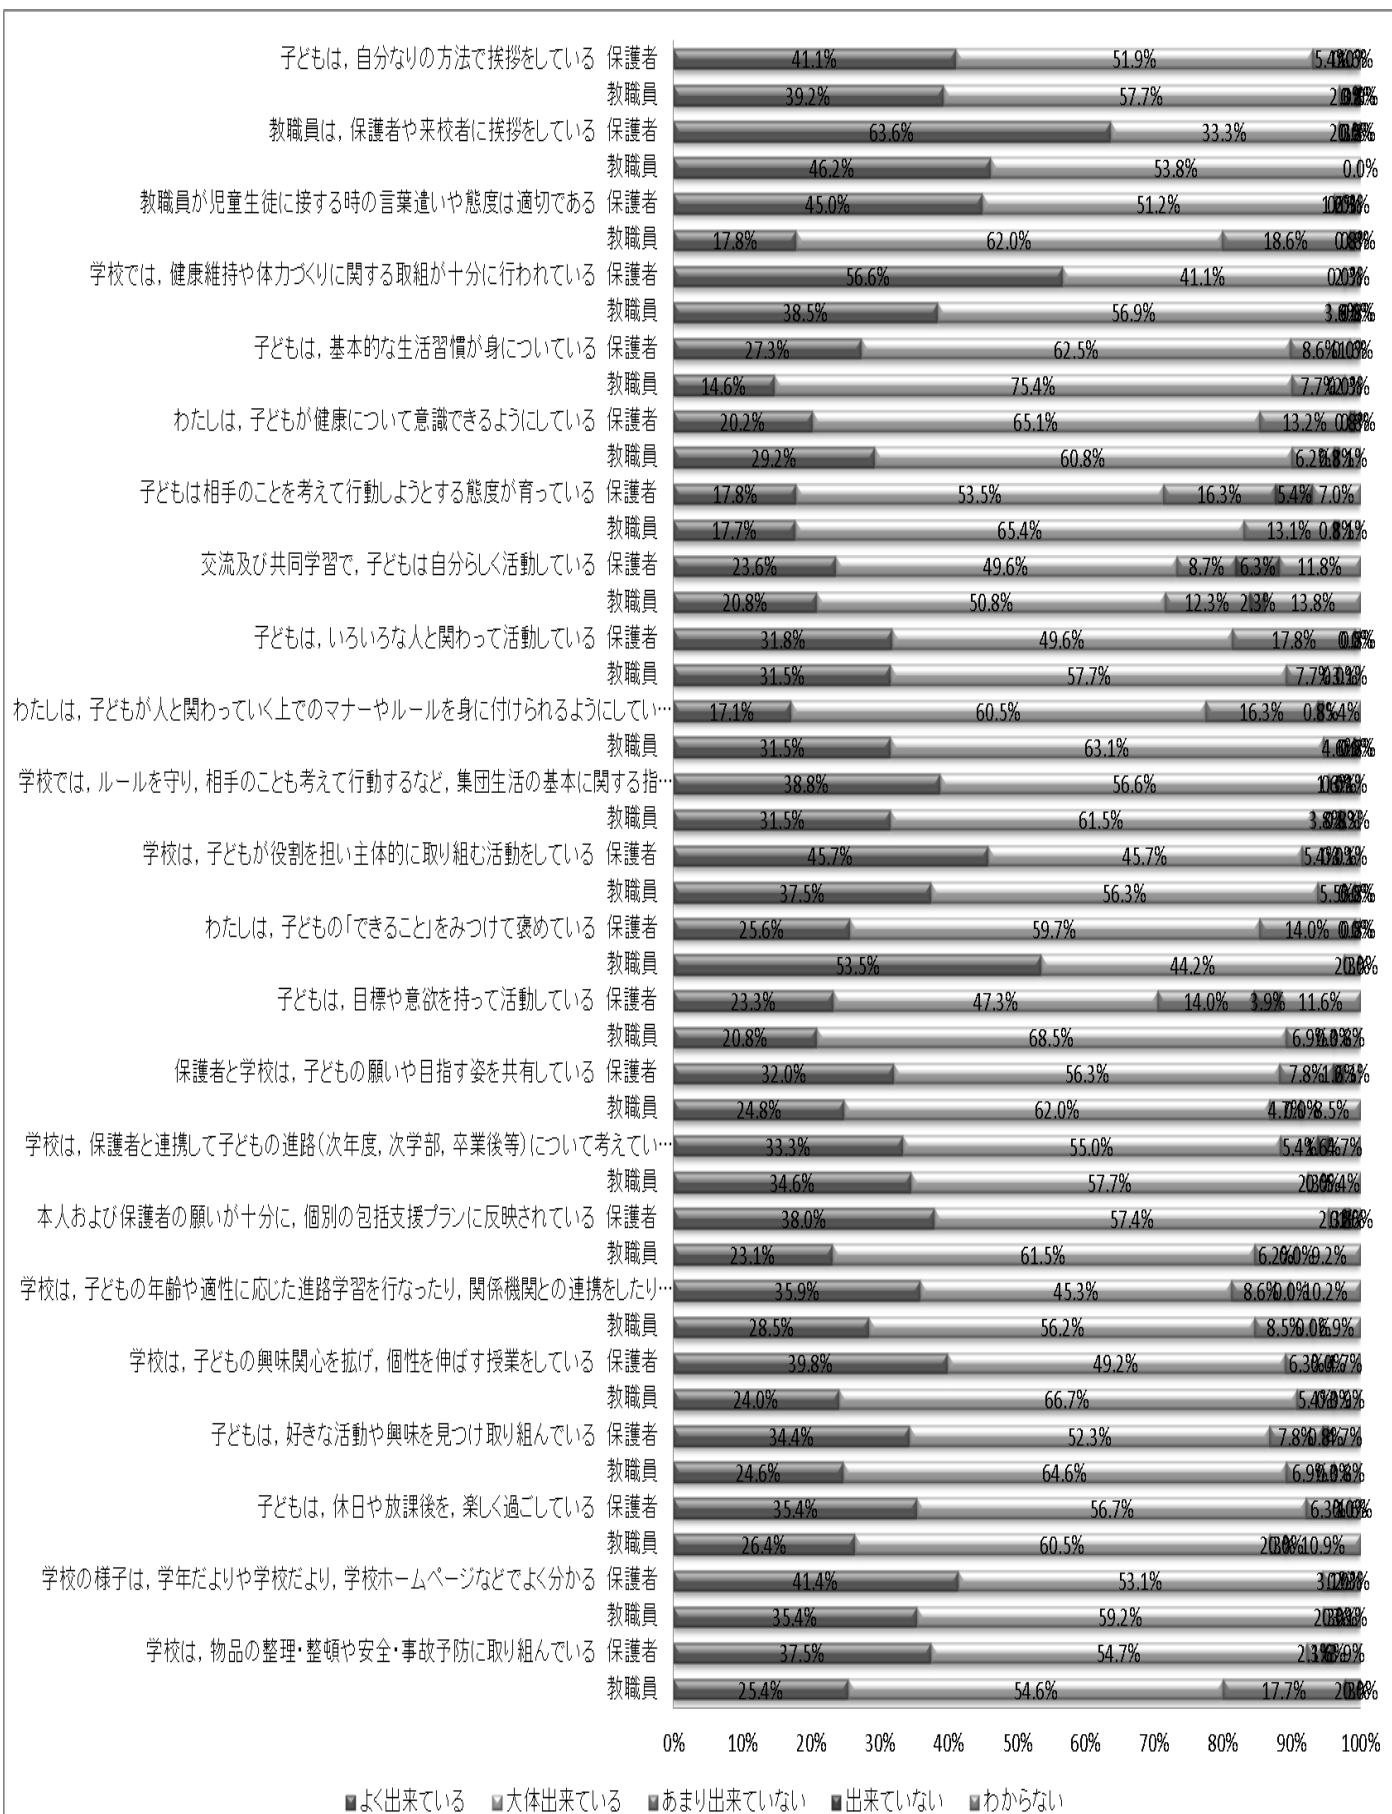 子どもは，自分なりの方法で挨拶をしている 保護者 41.1% 51.9%
教職員 39.2% 57.7%
教職員は，保護者や来校者に挨拶をしている 保護者 63.6% 33.3%
教職員 46.2% 53.8% 0.0%
教職員が児童生徒に接する時の言葉遣いや態度は適切である 保護者 45.0% 51.2%
教職員 17.8% 62.0% 18.6%
学校では，健康維持や体力づくりに関する取組が十分に行われている 保護者 56.6% 41.1%
教職員 38.5% 56.9%
子どもは，基本的な生活習慣が身についている 保護者 27.3% 62.5% 8.6%
教職員 14.6% 75.4% 7.7%
わたしは，子どもが健康について意識できるようにしている 保護者 20.2% 65.1% 13.2%
教職員 29.2% 60.8%
子どもは相手のことを考えて行動しようとする態度が育っている 保護者 17.8% 53.5% 16.3% 5.4% 7.0%
教職員 17.7% 65.4% 13.1%
交流及び共同学習で，子どもは自分らしく活動している 保護者 23.6% 49.6% 8.7% 6.3% 11.8%
教職員 20.8% 50.8% 12.3% 2.3% 13.8%
子どもは，いろいろな人と関わって活動している 保護者 31.8% 49.6% 17.8%
教職員 31.5% 57.7% 7.7%
わたしは，子どもが人と関わっていく上でのマナーやルールを身に付けられるようにしてい… 17.1% 60.5% 16.3%
教職員 31.5% 63.1%
学校では，ルールを守り，相手のことも考えて行動するなど，集団生活の基本に関する指… 38.8% 56.6%
教職員 31.5% 61.5%
学校は，子どもが役割を担い主体的に取り組む活動をしている 保護者 45.7% 45.7%
教職員 37.5% 56.3%
わたしは，子どもの「できること」をみつけて褒めている 保護者 25.6% 59.7% 14.0%
教職員 53.5% 44.2%
子どもは，目標や意欲を持って活動している 保護者 23.3% 47.3% 14.0% 3.9% 11.6%
教職員 20.8% 68.5%
保護者と学校は，子どもの願いや目指す姿を共有している 保護者 32.0% 56.3% 7.8%
教職員 24.8% 62.0% 8.5%
学校は，保護者と連携して子どもの進路（次年度，次学部，卒業後等）について考えてい… 33.3% 55.0%
教職員 34.6% 57.7%
本人および保護者の願いが十分に，個別の包括支援プランに反映されている 保護者 38.0% 57.4%
教職員 23.1% 61.5% 9.2%
学校は，子どもの年齢や適性に応じた進路学習を行なったり，関係機関との連携をしたり… 35.9% 45.3% 8.6% 0.0% 10.2%
教職員 28.5% 56.2% 8.5%
学校は，子どもの興味関心を拡げ，個性を伸ばす授業をしている 保護者 39.8% 49.2%
教職員 24.0% 66.7%
子どもは，好きな活動や興味を見つけ取り組んでいる 保護者 34.4% 52.3% 7.8%
教職員 24.6% 64.6%
子どもは，休日や放課後を，楽しく過ごしている 保護者 35.4% 56.7%
教職員 26.4% 60.5% 10.9%
学校の様子は，学年だよりや学校だより，学校ホームページなどでよく分かる 保護者 41.4% 53.1%
教職員 35.4% 59.2%
学校は，物品の整理・整頓や安全・事故予防に取り組んでいる 保護者 37.5% 54.7%
教職員 25.4% 54.6% 17.7%
0% 10% 20% 30% 40% 50% 60% 70% 80% 90% 100%
よく出来ている 大体出来ている あまり出来ていない 出来ていない わからない